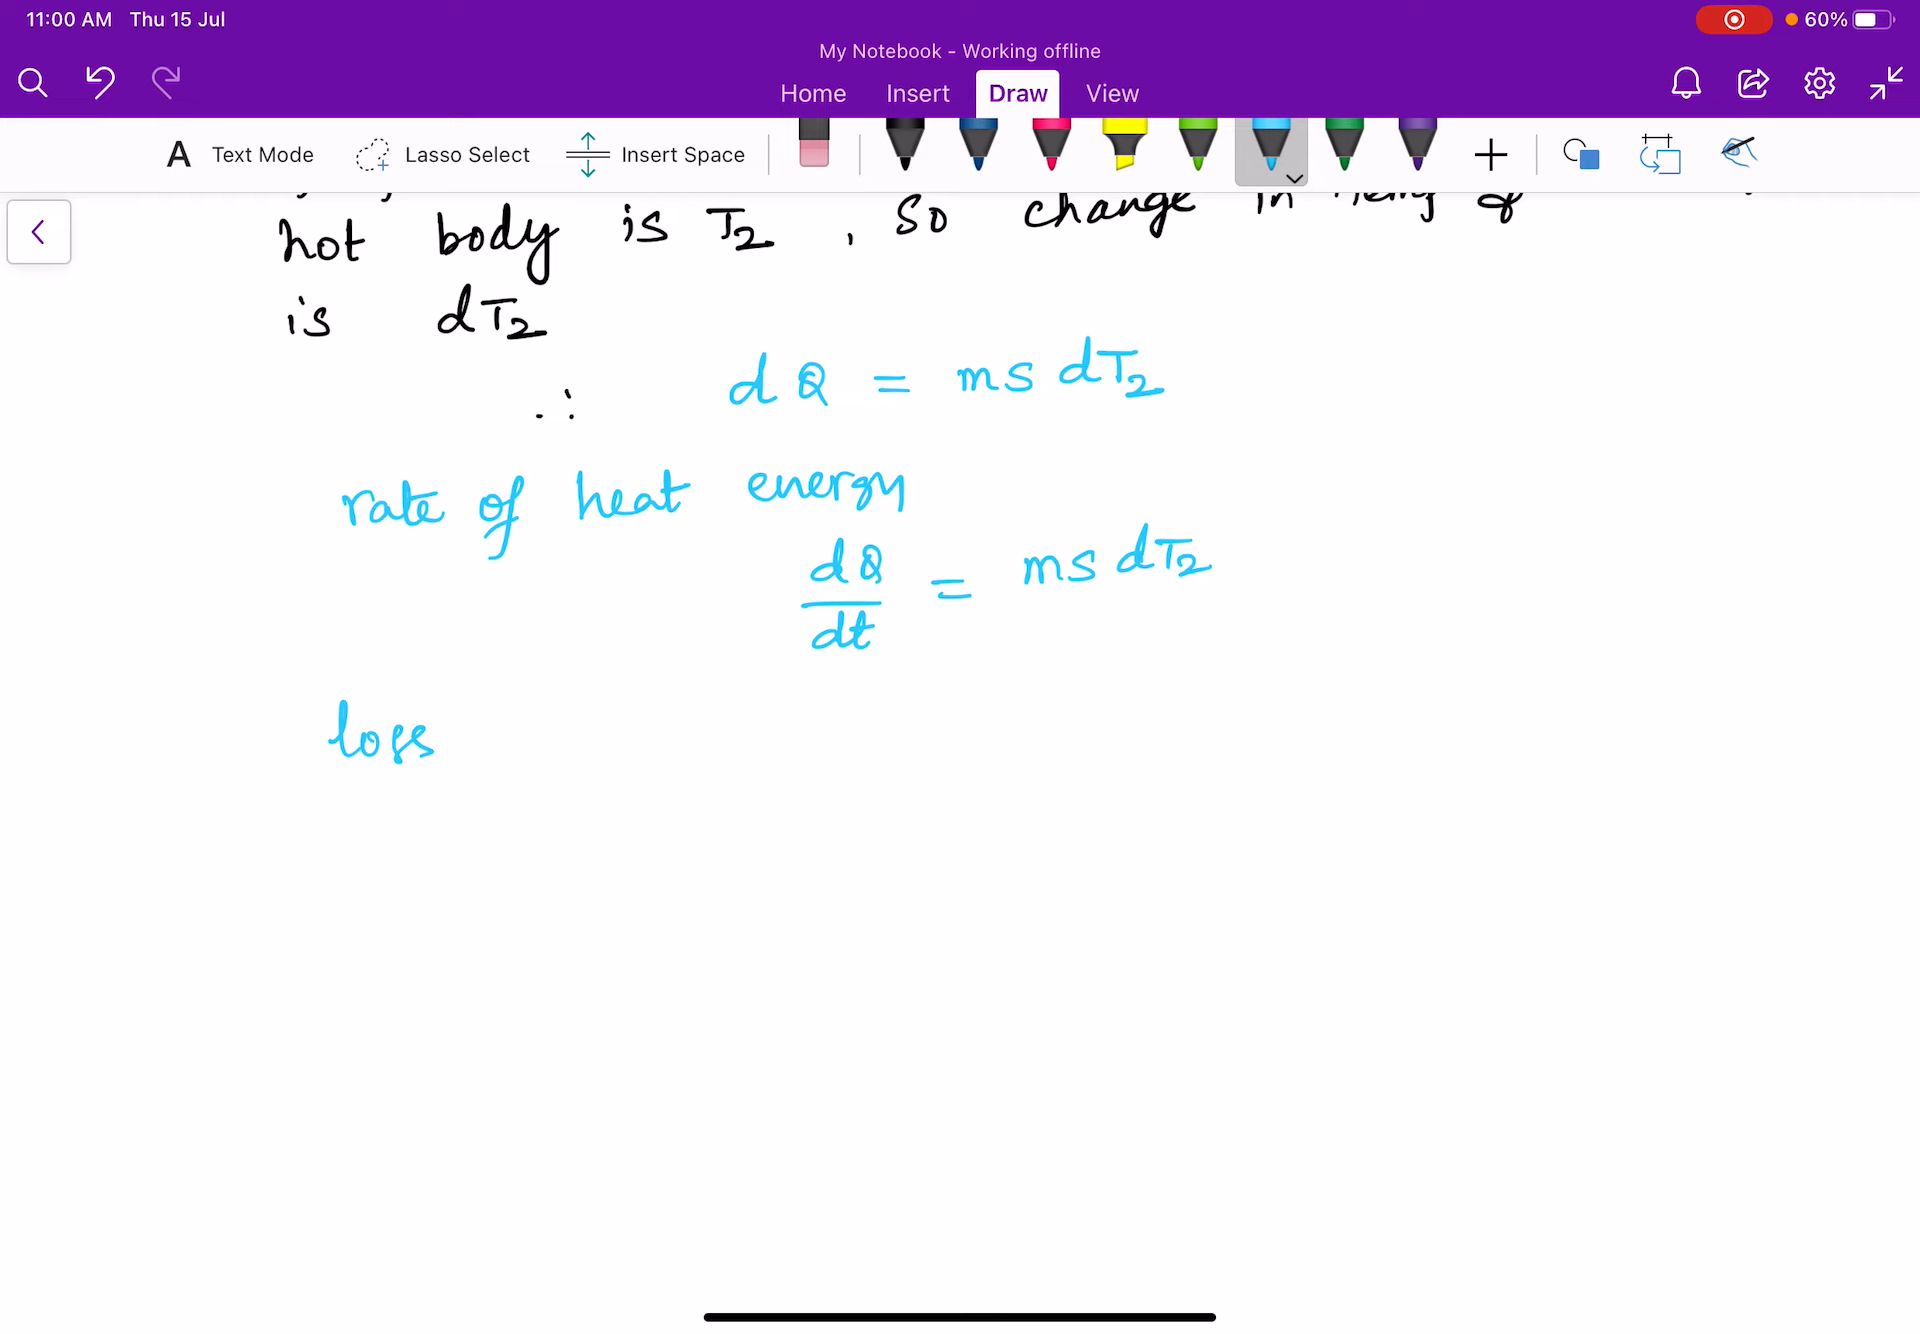 11:00 AM Thu 15 Jul
60%
My Notebook - Working offline
Home Insert Draw View
A Text Mode Lasso Select Insert Space
hot body is T₂ , So change in of
is dT₂
∴ dQ = ms dT₂
rate of heat energy
dQ/dt = ms dT₂
loss